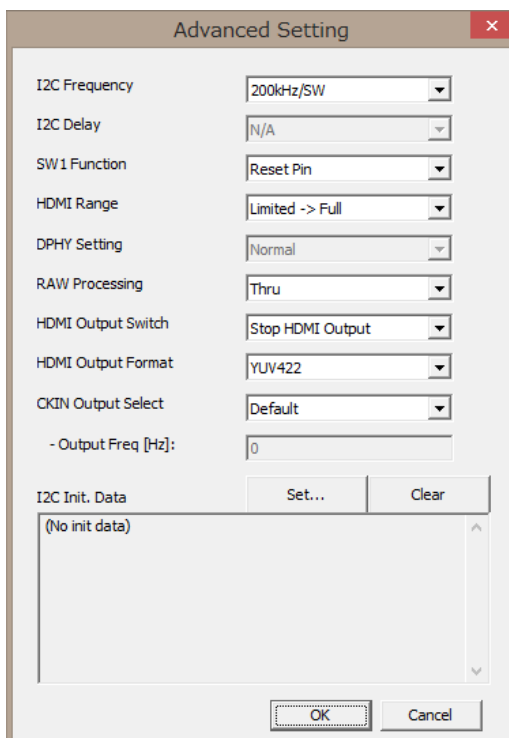 Advanced Setting
I2C Frequency 200kHz/SW
I2C Delay N/A
SW1 Function Reset Pin
HDMI Range Limited -> Full
DPHY Setting Normal
RAW Processing Thru
HDMI Output Switch Stop HDMI Output
HDMI Output Format YUV422
CKIN Output Select Default
- Output Freq [Hz]: 0
I2C Init. Data Set... Clear
(No init data)
OK Cancel